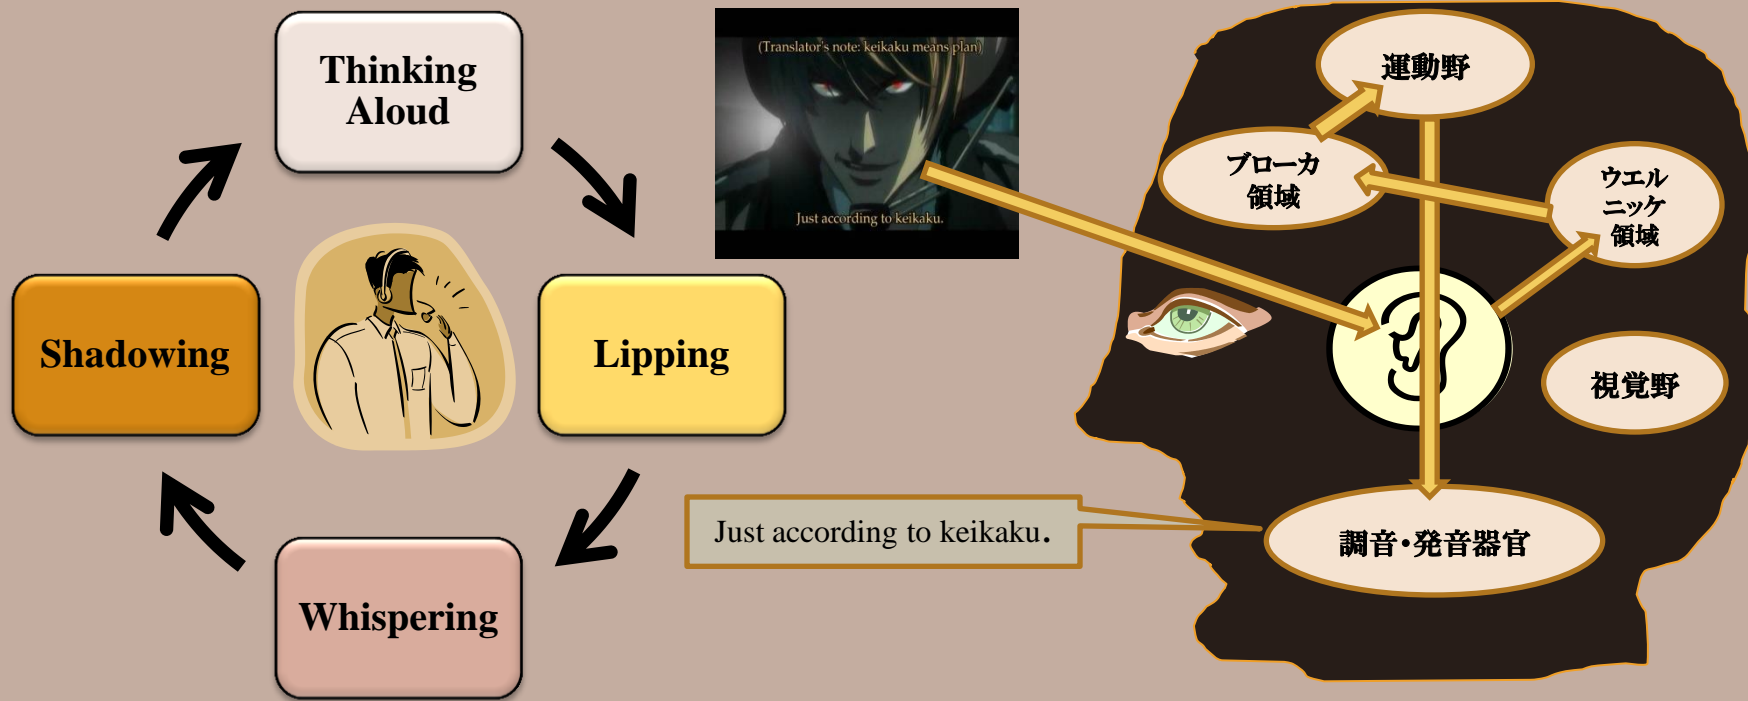 Thinking
Aloud
Lipping
Whispering
Shadowing
(Translator's note: keikaku means plan)
Just according to keikaku.
Just according to keikaku.
運動野
ブローカ
領域
ウエル
ニッケ
領域
視覚野
調音・発音器官